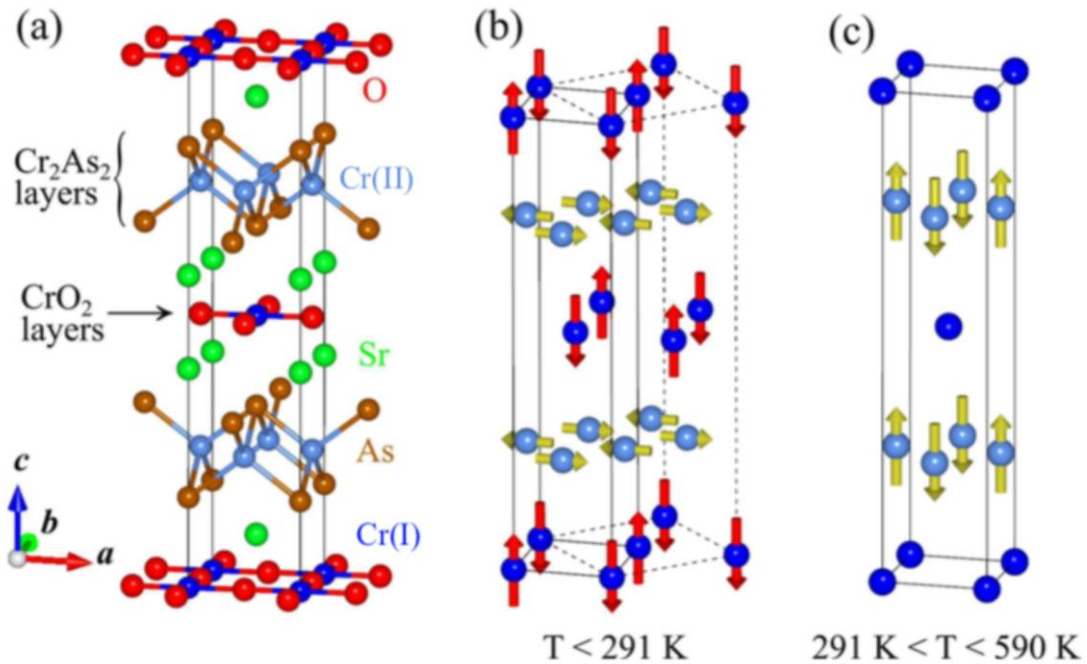 (a)
(b)
(c)
O
Cr₂As₂
layers
Cr(II)
CrO₂
layers
Sr
As
c
b
a
Cr(I)
T < 291 K
291 K < T < 590 K